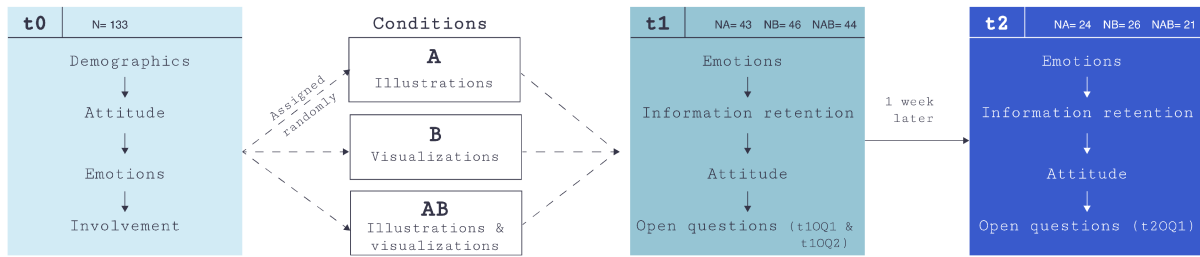 t0 N= 133
Demographics
Attitude
Emotions
Involvement
Assigned
randomly
Conditions
A
Illustrations
B
Visualizations
AB
Illustrations &
visualizations
t1 NA= 43 NB= 46 NAB= 44
Emotions
Information retention
Attitude
Open questions (t1OQ1 &
t1OQ2)
1 week
later
t2 NA= 24 NB= 26 NAB= 21
Emotions
Information retention
Attitude
Open questions (t2OQ1)